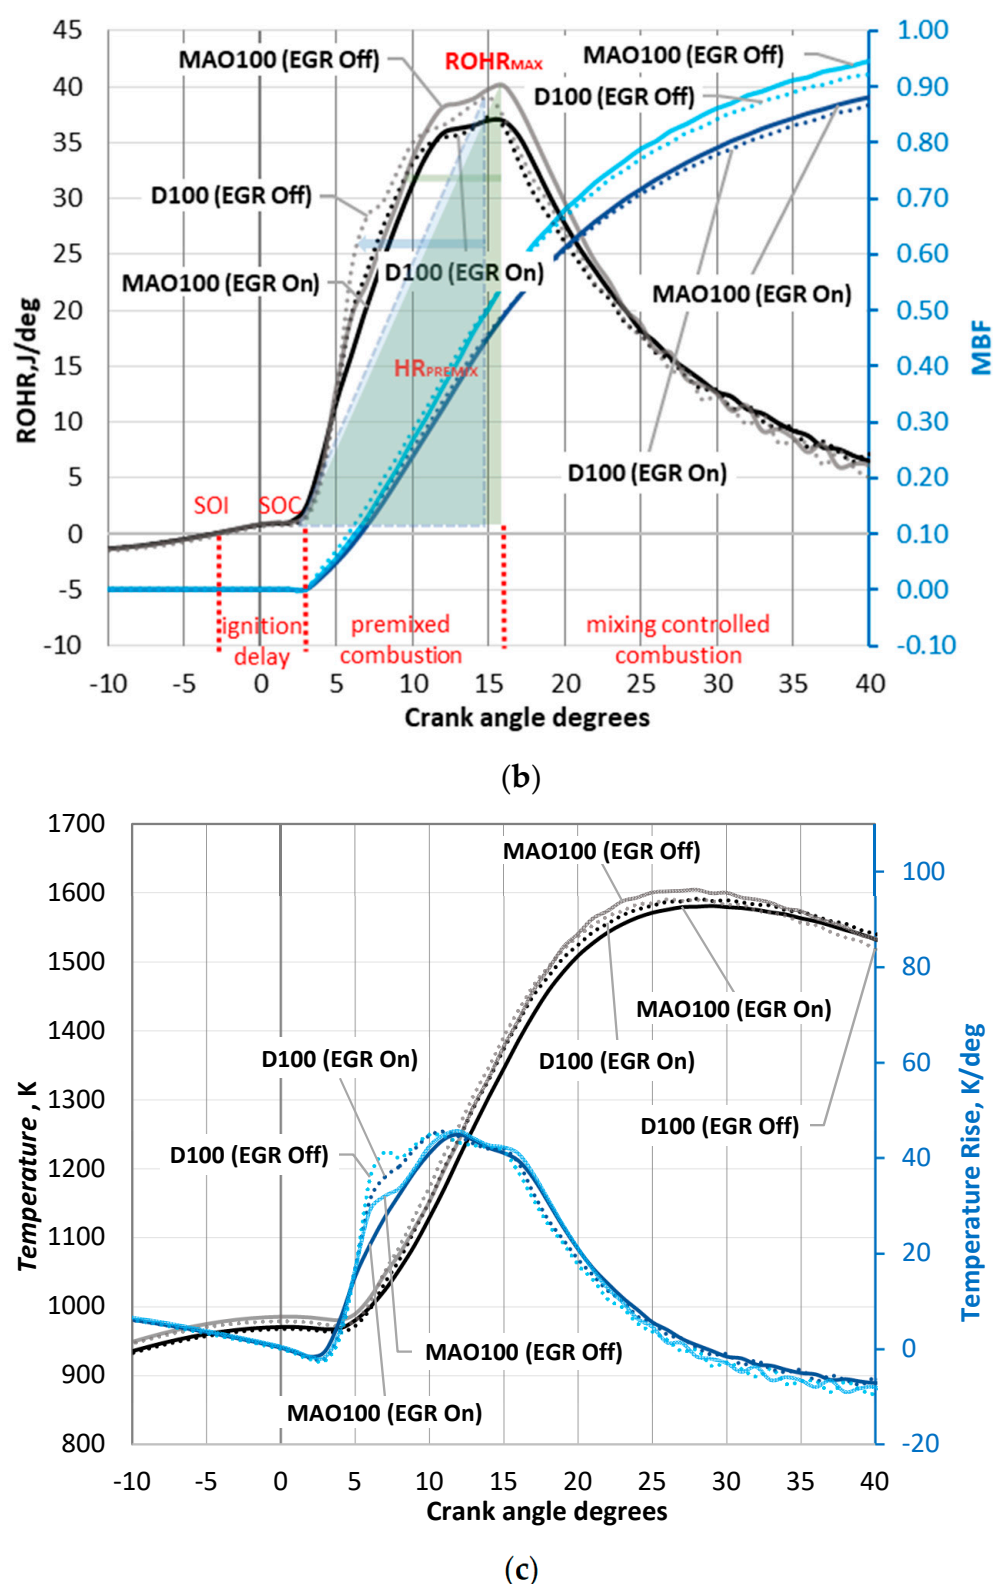 45
40
35
30
25
20
15
10
5
0
-5
-10
ROHR,J/deg
1.00
0.90
0.80
0.70
0.60
0.50
0.40
0.30
0.20
0.10
0.00
-0.10
MBF
MAO100 (EGR Off)
ROHRMAX
MAO100 (EGR Off)
D100 (EGR Off)
D100 (EGR Off)
D100 (EGR On)
MAO100 (EGR On)
MAO100 (EGR On)
HRPREMIX
D100 (EGR On)
SOI
SOC
ignition
delay
premixed
combustion
mixing controlled
combustion
-10 -5 0 5 10 15 20 25 30 35 40
Crank angle degrees
(b)
1700
1600
1500
1400
1300
1200
1100
1000
900
800
Temperature , K
100
80
60
40
20
0
-20
Temperature Rise, K/deg
MAO100 (EGR Off)
MAO100 (EGR On)
D100 (EGR On)
D100 (EGR On)
D100 (EGR Off)
D100 (EGR Off)
MAO100 (EGR Off)
MAO100 (EGR On)
-10 -5 0 5 10 15 20 25 30 35 40
Crank angle degrees
(c)